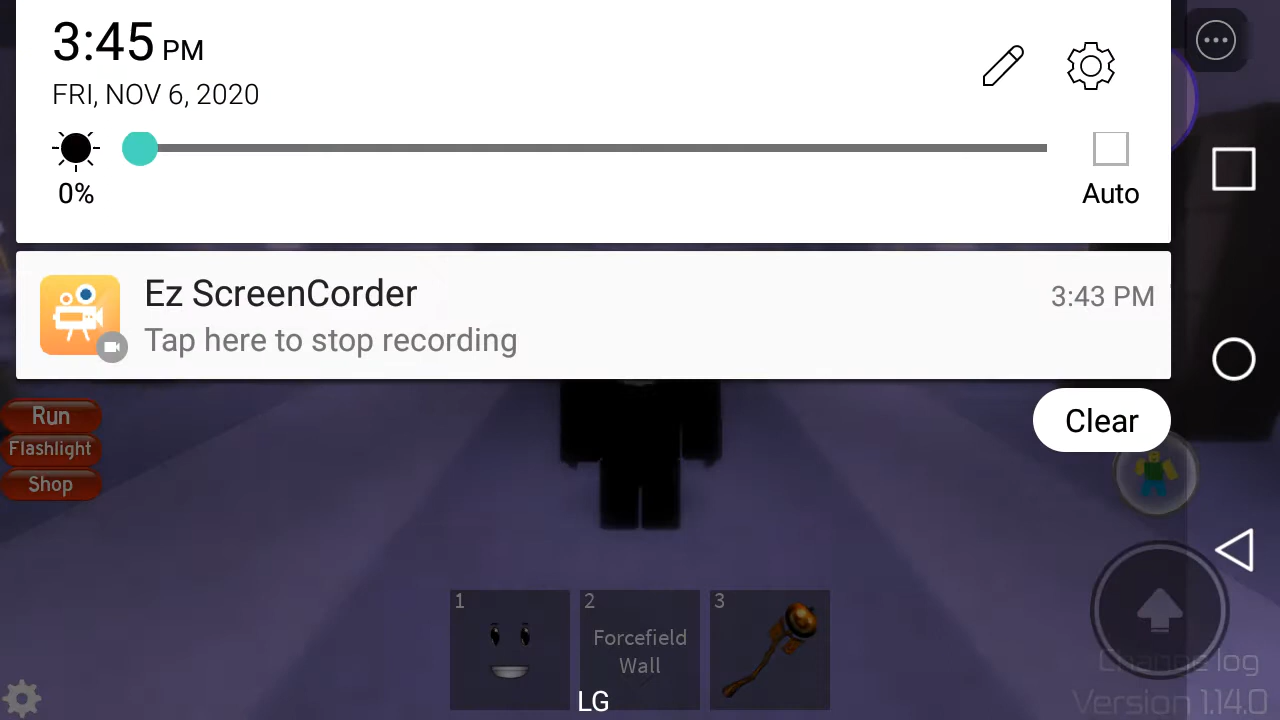 3:45 PM
FRI, NOV 6, 2020
0%
Auto
Ez ScreenCorder
3:43 PM
Tap here to stop recording
Clear
Run
Flashlight
Shop
1
2
3
Forcefield
Wall
LG
Change log
Version 1.14.0